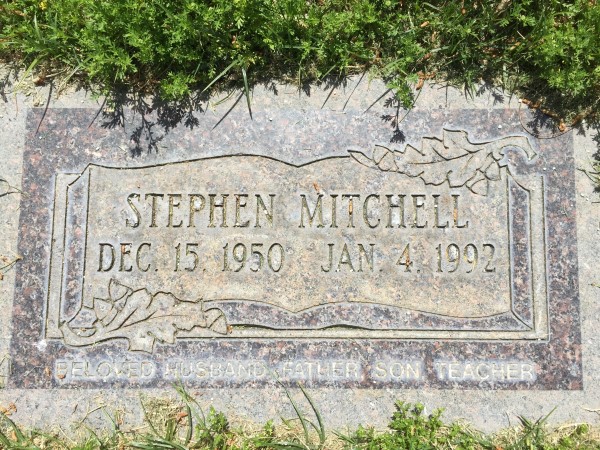 STEPHEN MITCHELL
DEC. 15. 1950 JAN. 4. 1992
BELOVED HUSBAND FATHER SON TEACHER